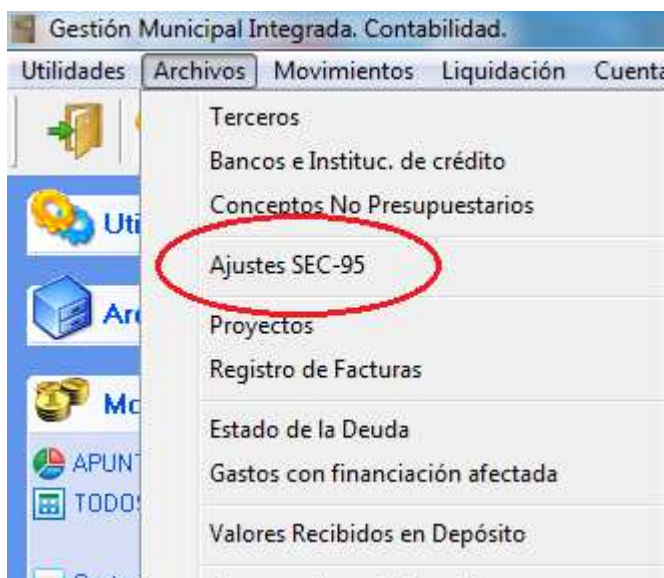 Gestión Municipal Integrada. Contabilidad.
Utilidades Archivos Movimientos Liquidación
Terceros
Bancos e Instituc. de crédito
Conceptos No Presupuestarios
Ajustes SEC-95
Proyectos
Registro de Facturas
Estado de la Deuda
Gastos con financiación afectada
Valores Recibidos en Depósito